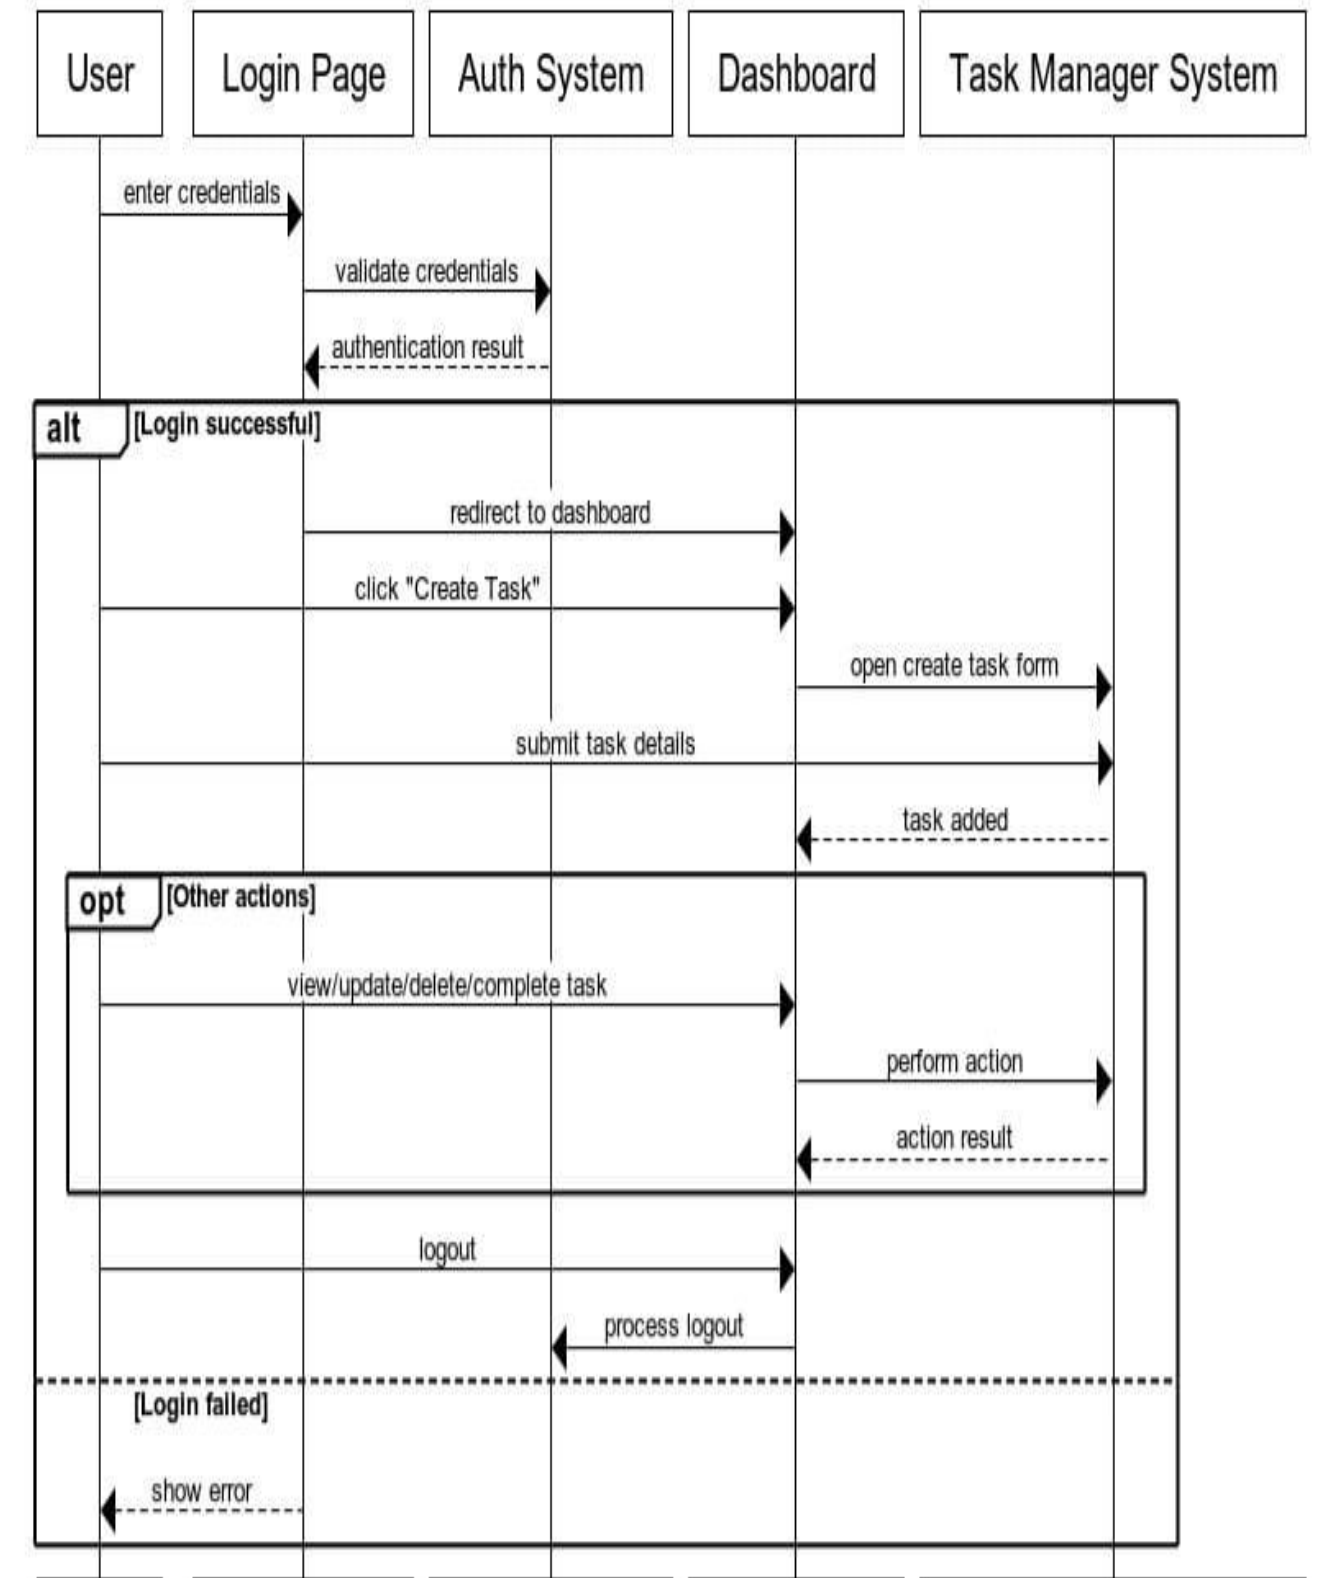 User
Login Page
Auth System
Dashboard
Task Manager System
enter credentials
validate credentials
authentication result
alt
[Login successful]
redirect to dashboard
click "Create Task"
open create task form
submit task details
task added
opt
[Other actions]
view/update/delete/complete task
perform action
action result
logout
process logout
[Login failed]
show error